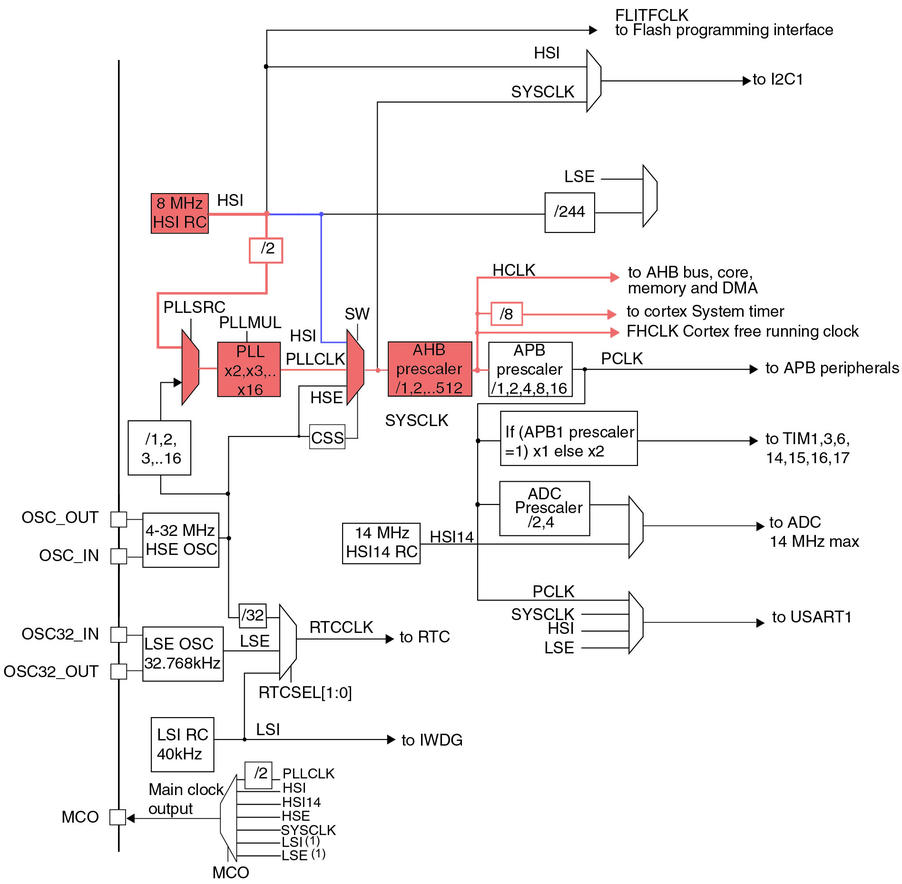 FLITFCLK
to Flash programming interface
HSI
to I2C1
SYSCLK
LSE
/244
8 MHz
HSI RC
HSI
/2
PLLSRC
PLLMUL
PLL
x2,x3,..
x16
PLLCLK
HSI
SW
HSE
CSS
AHB
prescaler
/1,2,..512
SYSCLK
HCLK
to AHB bus, core,
memory and DMA
/8
to cortex System timer
FHCLK Cortex free running clock
APB
prescaler
/1,2,4,8,16
PCLK
to APB peripherals
/1,2,
3,..16
If (APB1 prescaler
=1) x1 else x2
to TIM1,3,6,
14,15,16,17
ADC
Prescaler
/2,4
to ADC
14 MHz max
14 MHz
HSI14 RC
HSI14
OSC_OUT
OSC_IN
4-32 MHz
HSE OSC
PCLK
SYSCLK
HSI
LSE
to USART1
/32
OSC32_IN
OSC32_OUT
LSE OSC
32.768kHz
LSE
RTCCLK
to RTC
RTCSEL[1:0]
LSI RC
40kHz
LSI
to IWDG
Main clock
output
MCO
/2
PLLCLK
HSI
HSI14
HSE
SYSCLK
LSI (1)
LSE (1)
MCO